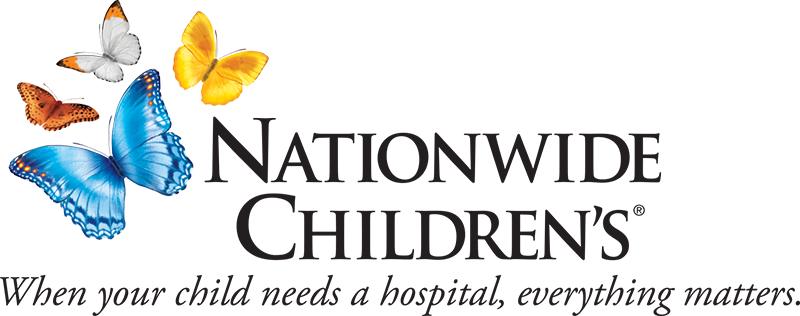 NATIONWIDE
CHILDREN'S®
When your child needs a hospital, everything matters.